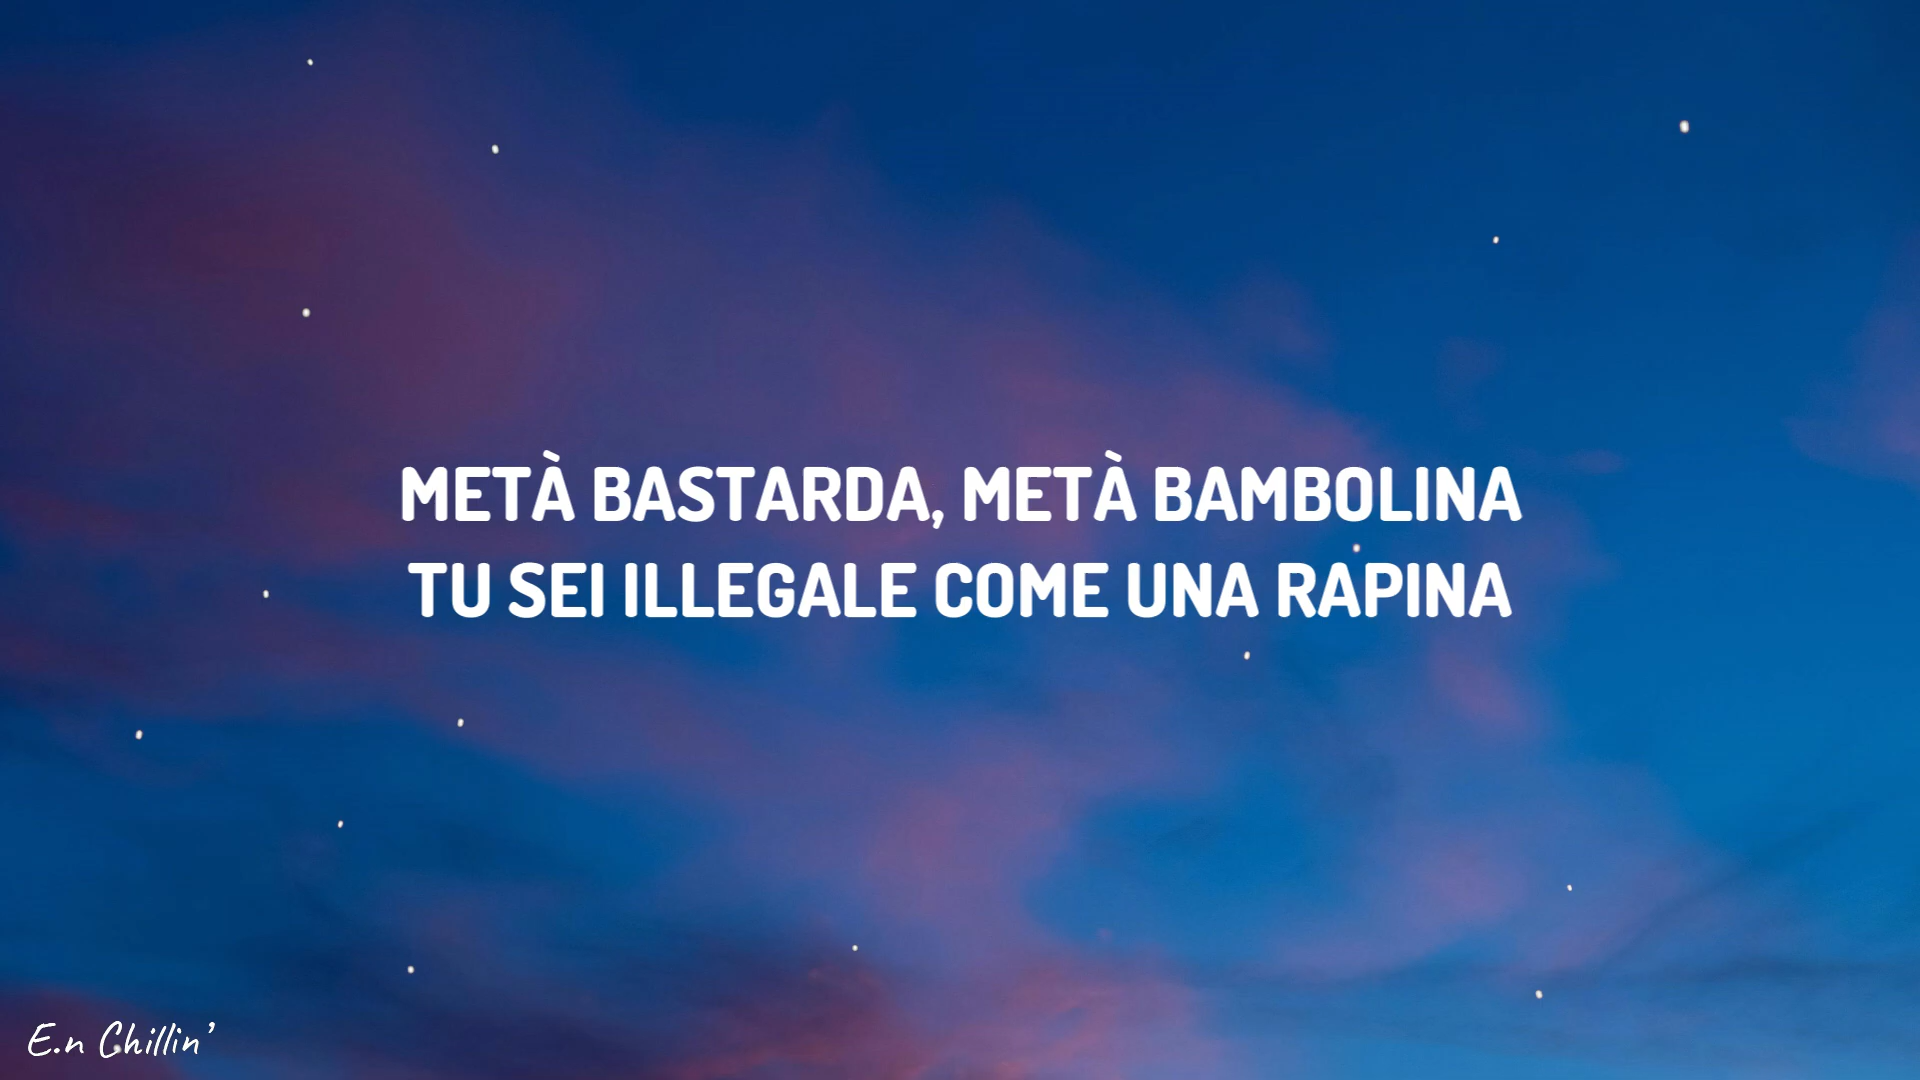 METÀ BASTARDA, METÀ BAMBOLINA
TU SEI ILLEGALE COME UNA RAPINA
E.n Chillin'